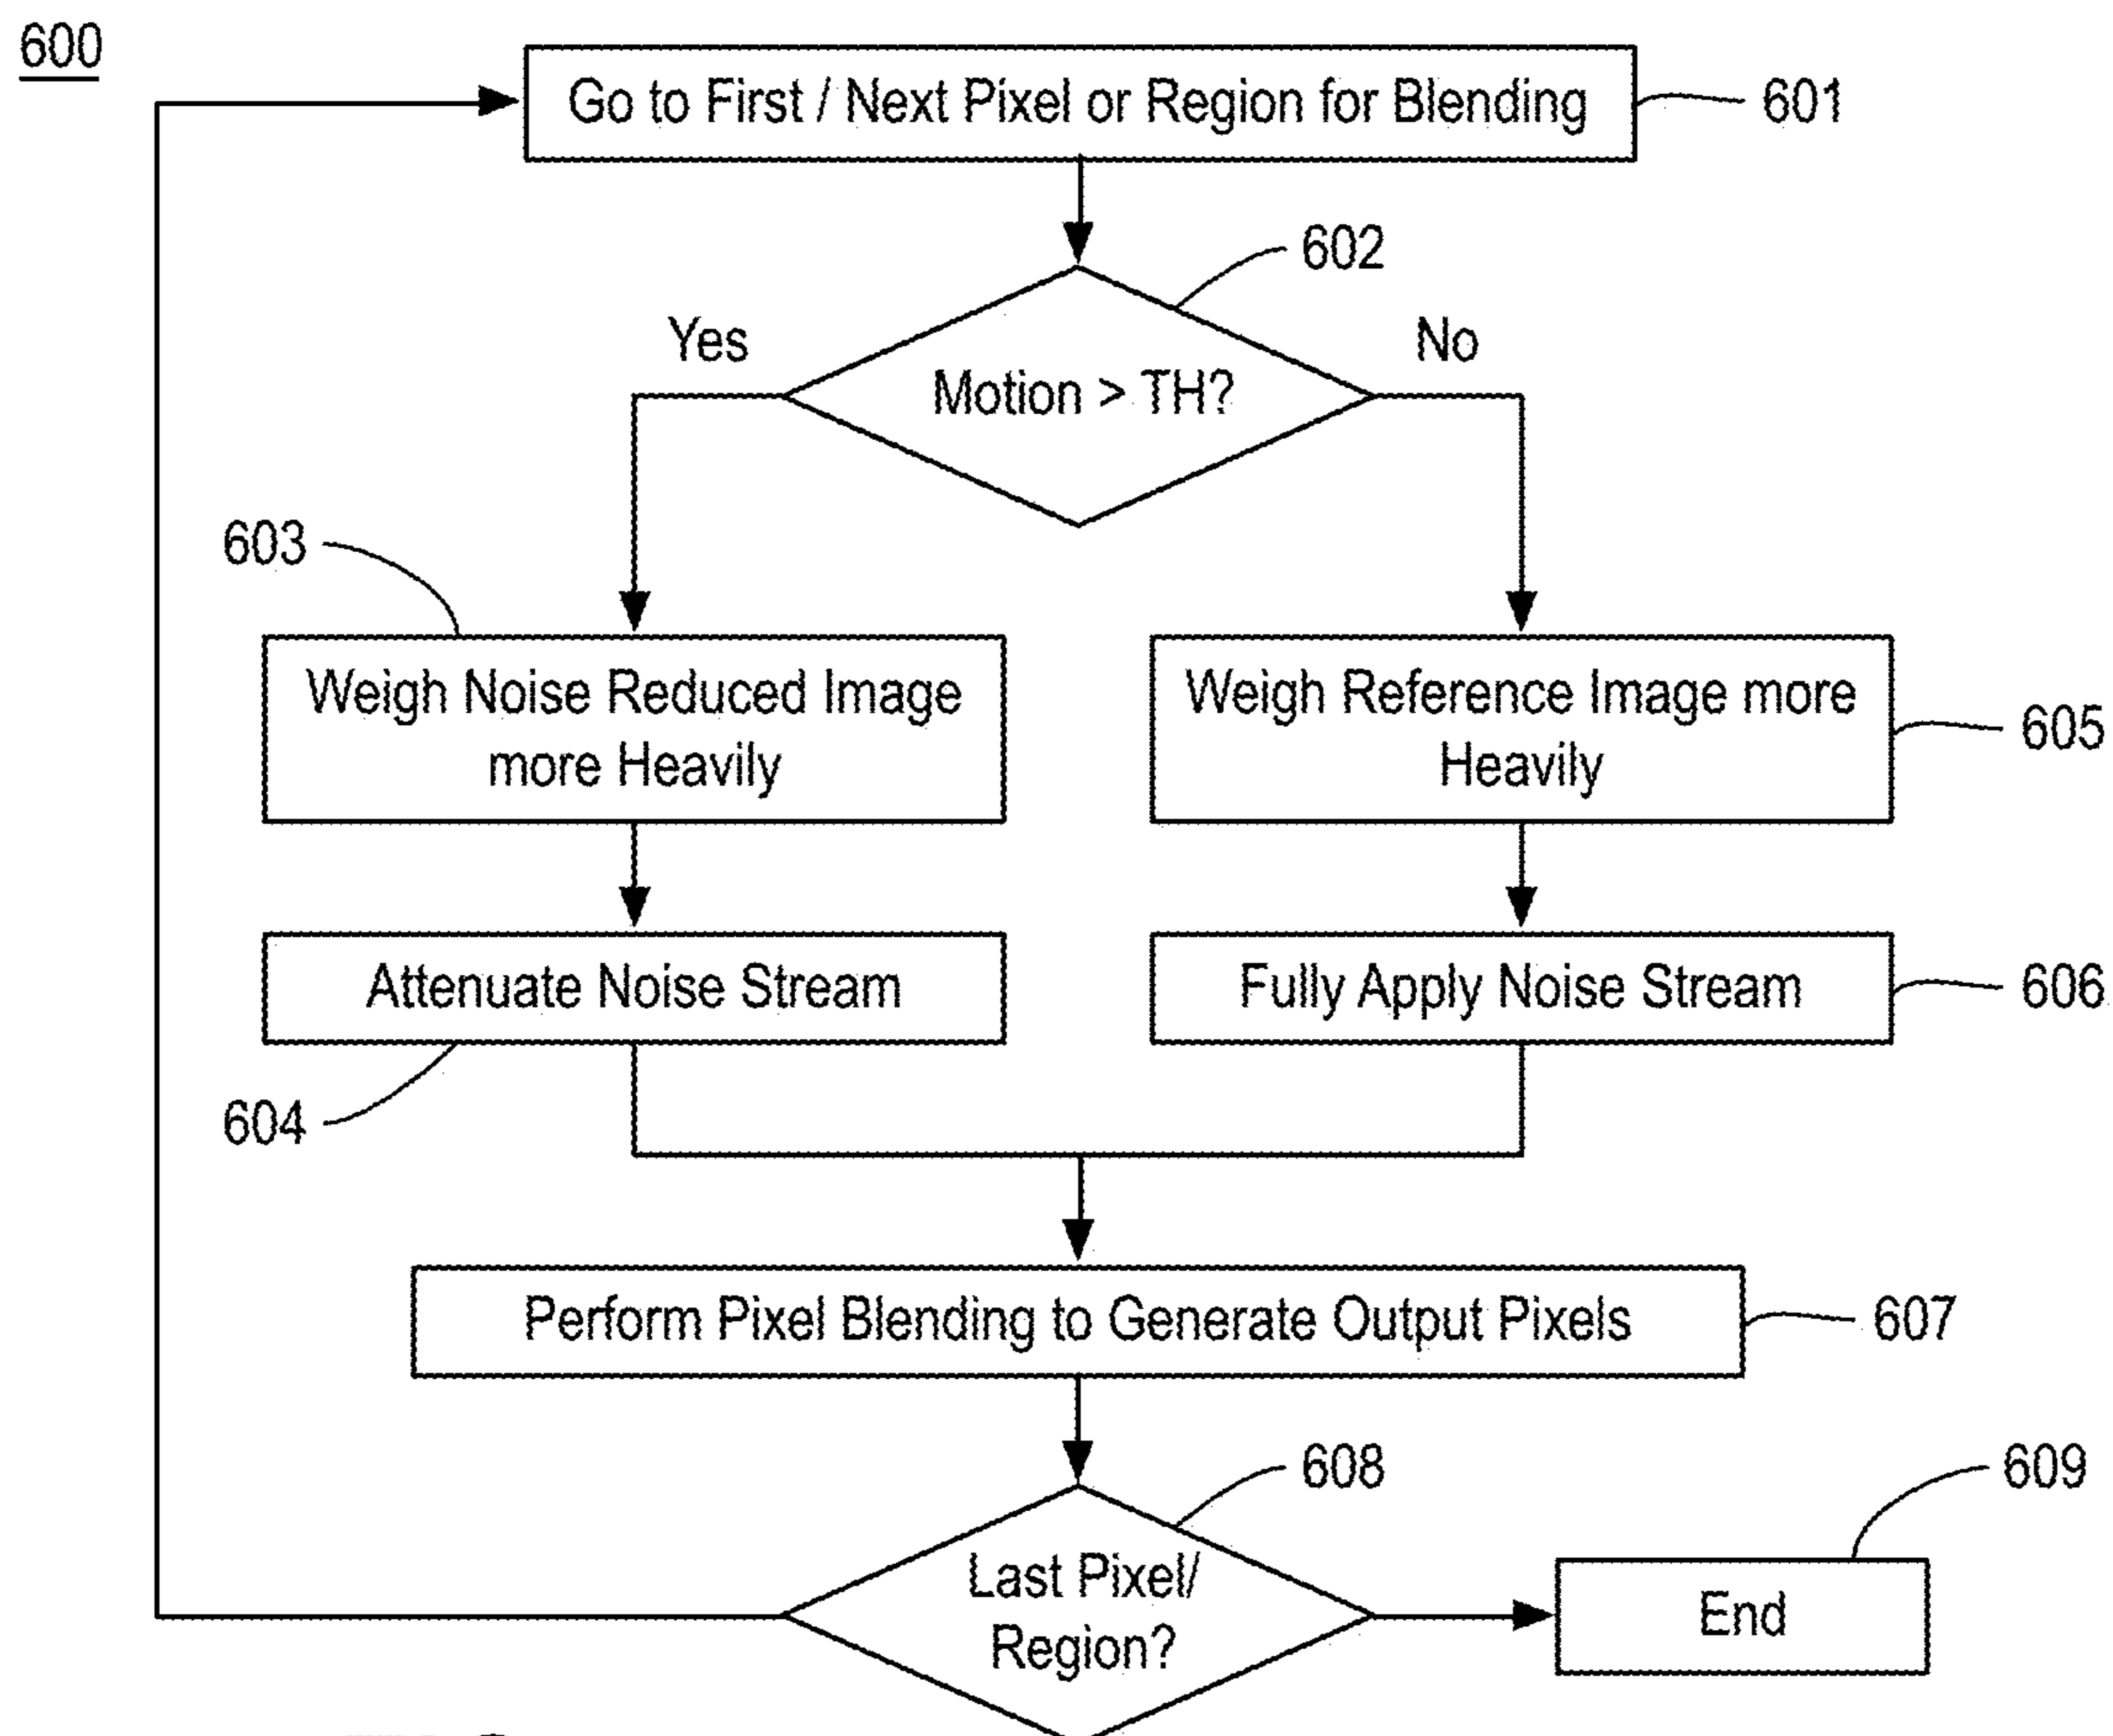 600
Go to First / Next Pixel or Region for Blending
601
602
Yes
No
Motion > TH?
603
Weigh Noise Reduced Image
more Heavily
Weigh Reference Image more
Heavily
605
Attenuate Noise Stream
Fully Apply Noise Stream
606
604
Perform Pixel Blending to Generate Output Pixels
607
608
609
Last Pixel/
Region?
End